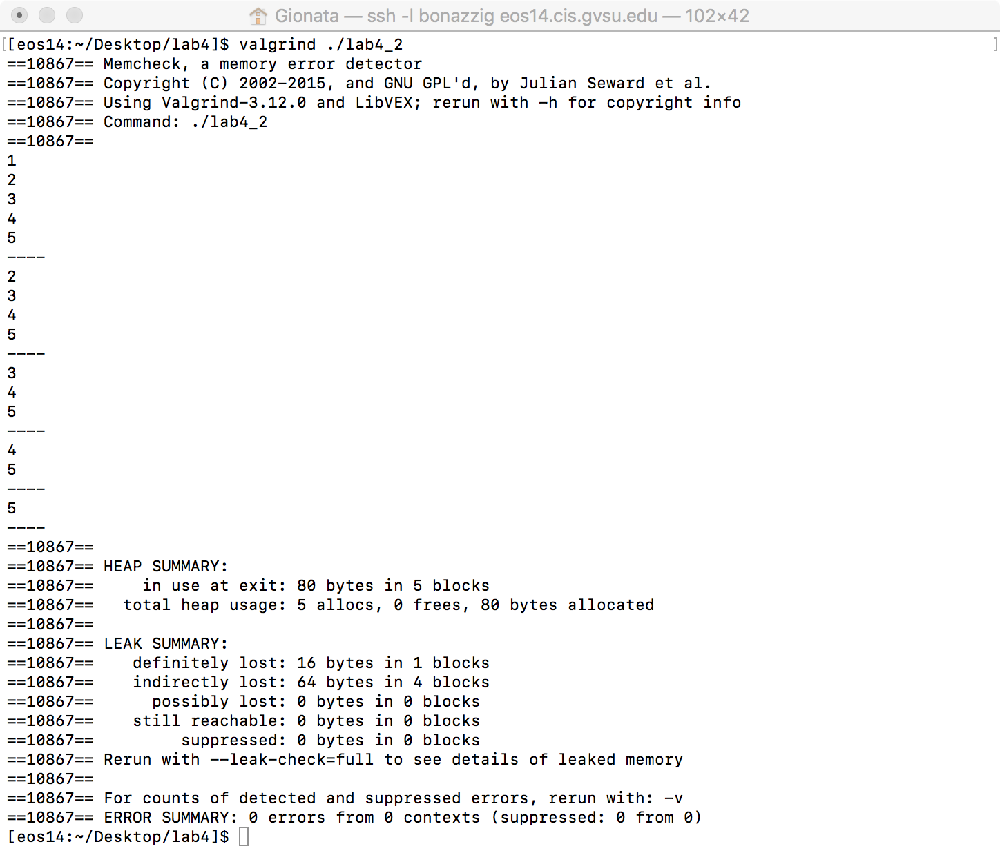 Gionata — ssh -l bonazzig eos14.cis.gvsu.edu — 102×42
[[eos14:~/Desktop/lab4]$ valgrind ./lab4_2 ]
==10867== Memcheck, a memory error detector
==10867== Copyright (C) 2002-2015, and GNU GPL'd, by Julian Seward et al.
==10867== Using Valgrind-3.12.0 and LibVEX; rerun with -h for copyright info
==10867== Command: ./lab4_2
==10867==
1
2
3
4
5
----
2
3
4
5
----
3
4
5
----
4
5
----
5
----
==10867==
==10867== HEAP SUMMARY:
==10867==     in use at exit: 80 bytes in 5 blocks
==10867==   total heap usage: 5 allocs, 0 frees, 80 bytes allocated
==10867==
==10867== LEAK SUMMARY:
==10867==    definitely lost: 16 bytes in 1 blocks
==10867==    indirectly lost: 64 bytes in 4 blocks
==10867==      possibly lost: 0 bytes in 0 blocks
==10867==    still reachable: 0 bytes in 0 blocks
==10867==         suppressed: 0 bytes in 0 blocks
==10867== Rerun with --leak-check=full to see details of leaked memory
==10867==
==10867== For counts of detected and suppressed errors, rerun with: -v
==10867== ERROR SUMMARY: 0 errors from 0 contexts (suppressed: 0 from 0)
[eos14:~/Desktop/lab4]$